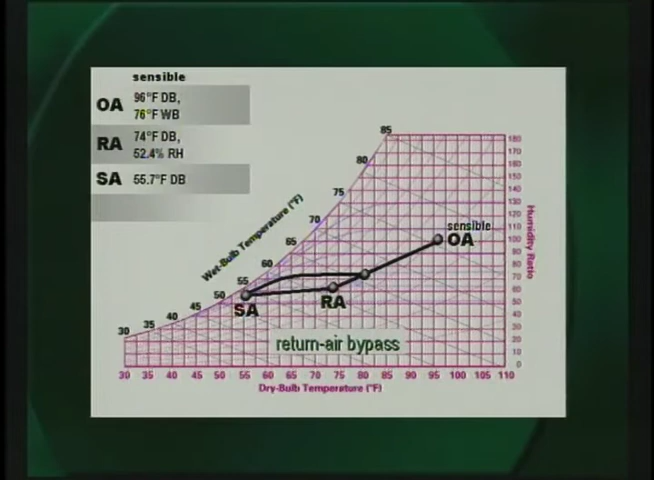 sensible
OA 96°F DB,
76°F WB
RA 74°F DB,
52.4% RH
SA 55.7°F DB
Wet-Bulb Temperature (°F)
30
35
40
45
50
55
60
65
70
75
80
85
sensible
OA
RA
SA
return-air bypass
180
170
160
150
140
130
120
110
100
90
80
70
60
50
40
30
20
10
0
Humidity Ratio
30 35 40 45 50 55 60 65 70 75 80 85 90 95 100 105 110
Dry-Bulb Temperature (°F)